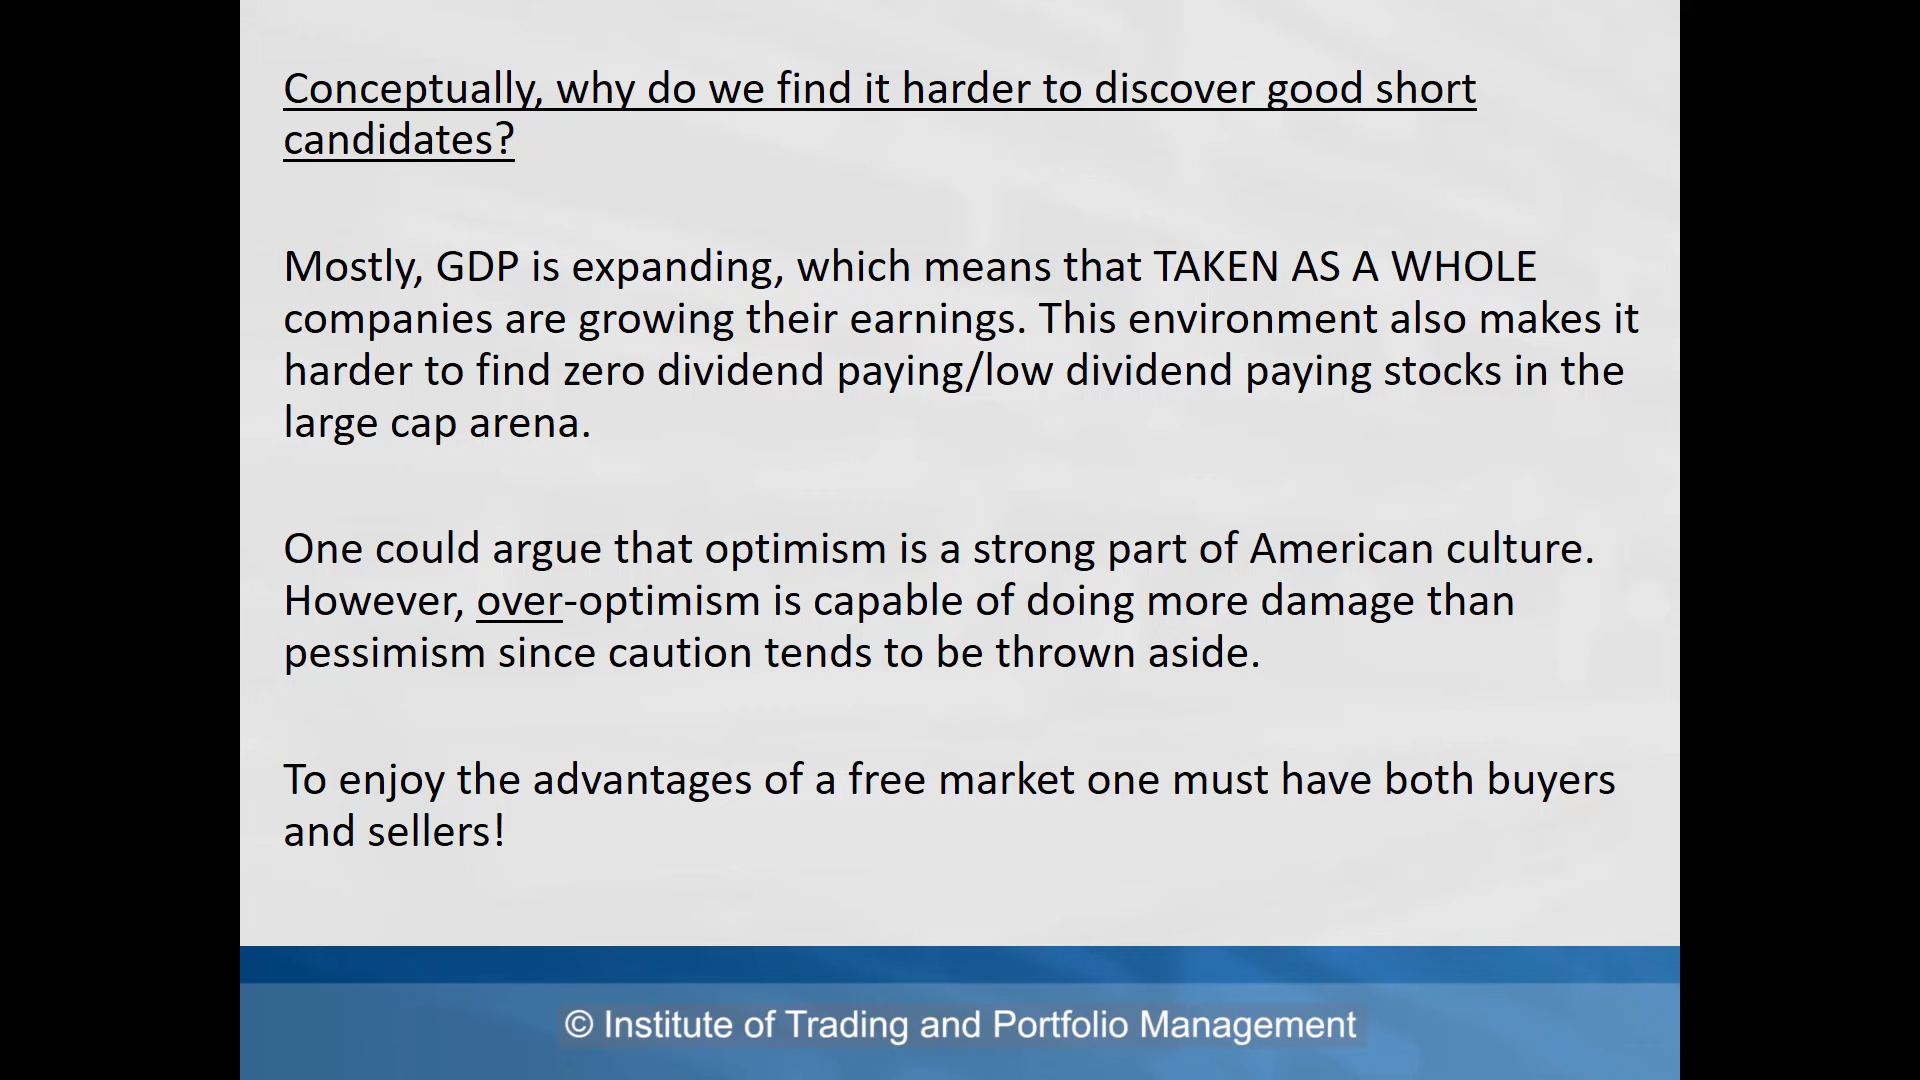 Conceptually, why do we find it harder to discover good short
candidates?
Mostly, GDP is expanding, which means that TAKEN AS A WHOLE
companies are growing their earnings. This environment also makes it
harder to find zero dividend paying/low dividend paying stocks in the
large cap arena.
One could argue that optimism is a strong part of American culture.
However, over-optimism is capable of doing more damage than
pessimism since caution tends to be thrown aside.
To enjoy the advantages of a free market one must have both buyers
and sellers!
© Institute of Trading and Portfolio Management